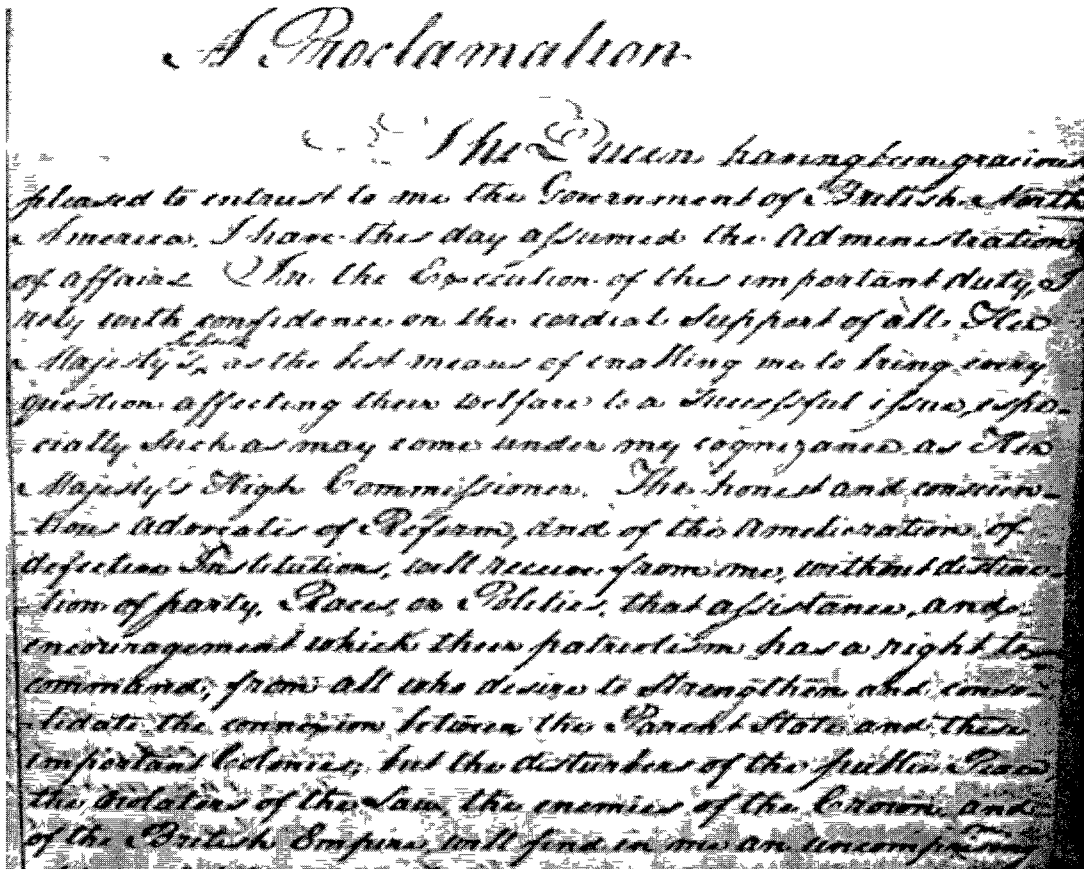 A Proclamation
The Queen having been gracious
pleased to entrust to me the Government of British North
America. I have this day assumed the Administration
of affairs In the Execution of this important duty, I
rely with confidence on the cordial Support of all Her
Subjects
Majesty's, as the best means of enabling me to bring every
question affecting their welfare to a Successful issue, espe-
cially Such as may come under my cognizance as Her
Majesty's High Commissioner. The honest and conscien-
tious Advocates of Reform, and of the Amelioration of
defective Institutions, will receive from me, without distinc-
tion of party, Races, or Politics, that assistance, and
encouragement which their patriotism has a right to
command, from all who desire to Strengthen and conso-
lidate the connexion between the Parent State and these
important Colonies; but the disturbers of the public Peace,
the violators of the Law, the enemies of the Crown, and
of the British Empire, will find in me an uncompromising